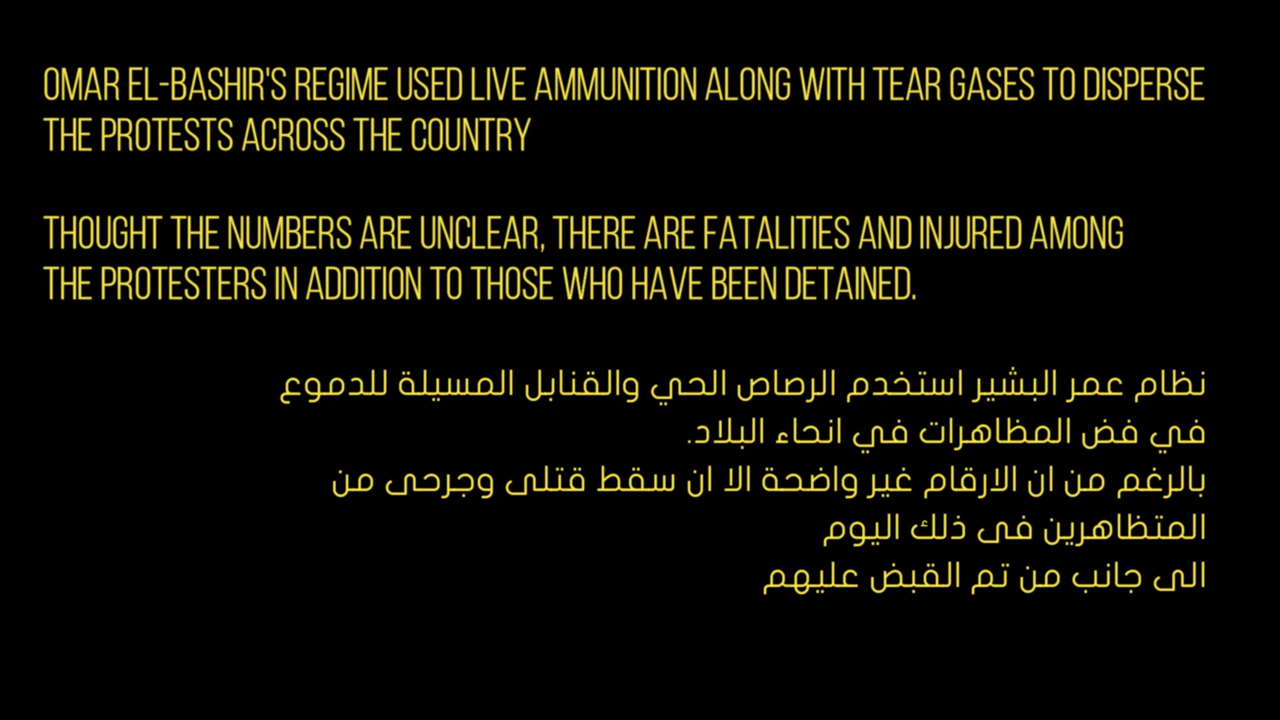 OMAR EL-BASHIR'S REGIME USED LIVE AMMUNITION ALONG WITH TEAR GASES TO DISPERSE
THE PROTESTS ACROSS THE COUNTRY
THOUGHT THE NUMBERS ARE UNCLEAR, THERE ARE FATALITIES AND INJURED AMONG
THE PROTESTERS IN ADDITION TO THOSE WHO HAVE BEEN DETAINED.
نظام عمر البشير استخدم الرصاص الحي والقنابل المسيلة للدموع
في فض المظاهرات في انحاء البلاد.
بالرغم من ان الارقام غير واضحة الا ان سقط قتلى وجرحى من
المتظاهرين فى ذلك اليوم
الى جانب من تم القبض عليهم